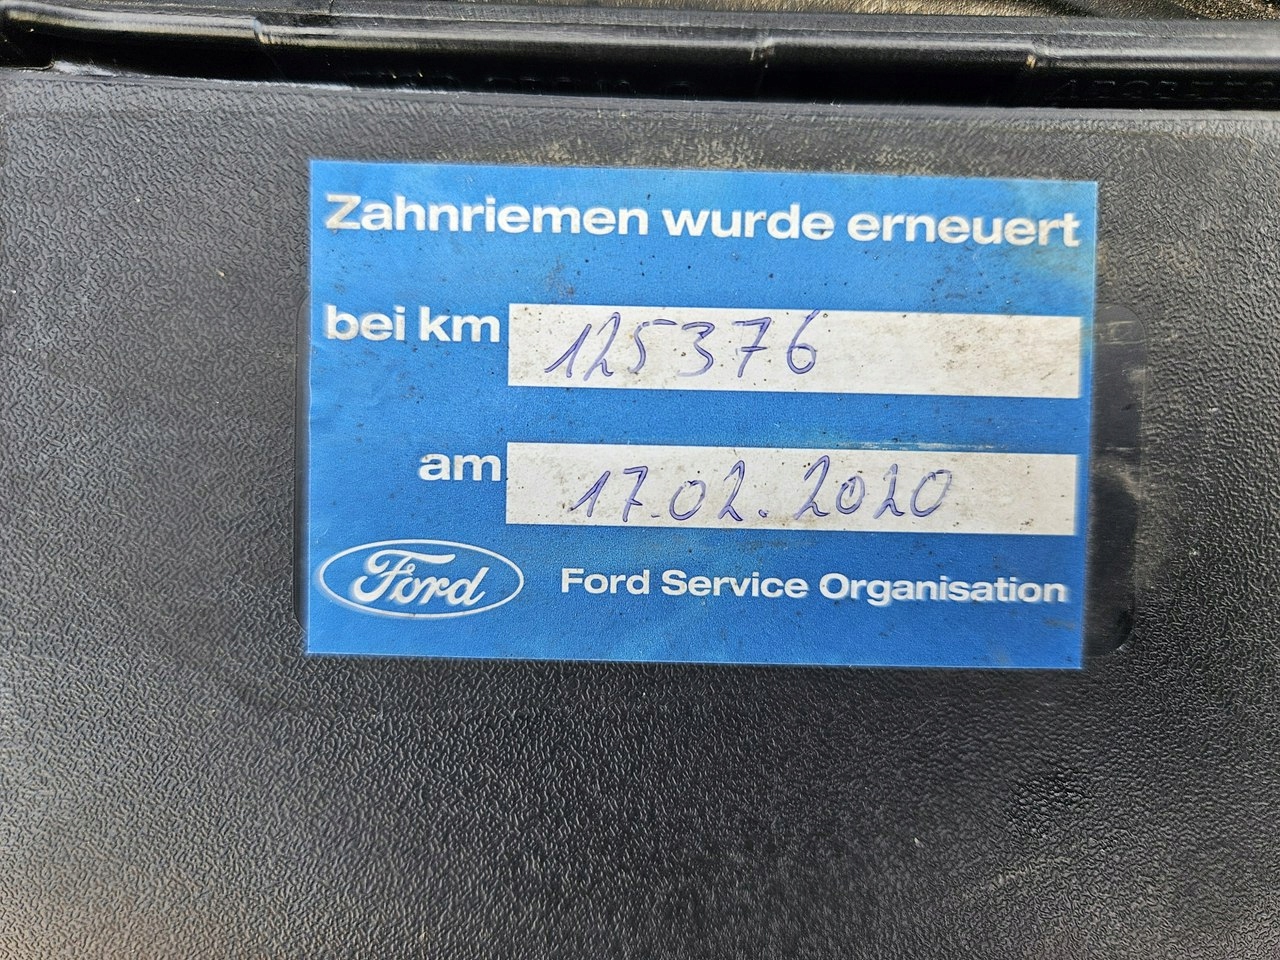 Zahnriemen wurde erneuert
bei km 125376
am 17.02.2020
Ford Ford Service Organisation